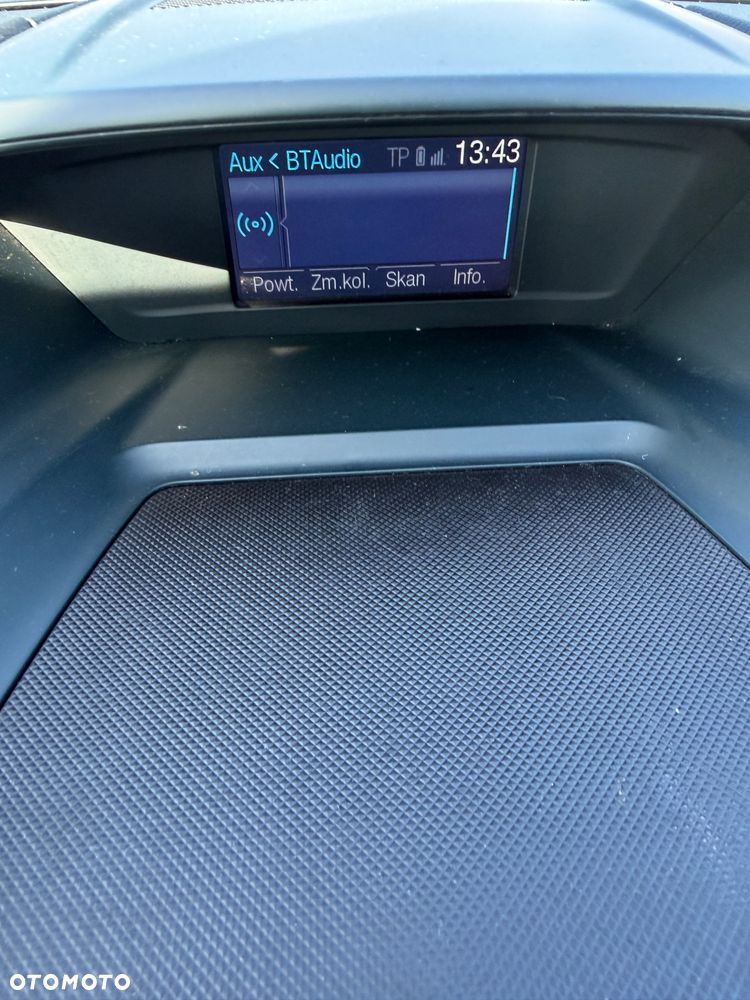 Aux < BTAudio TP 13:43
Powt. Zm.kol. Skan Info.
OTOMOTO